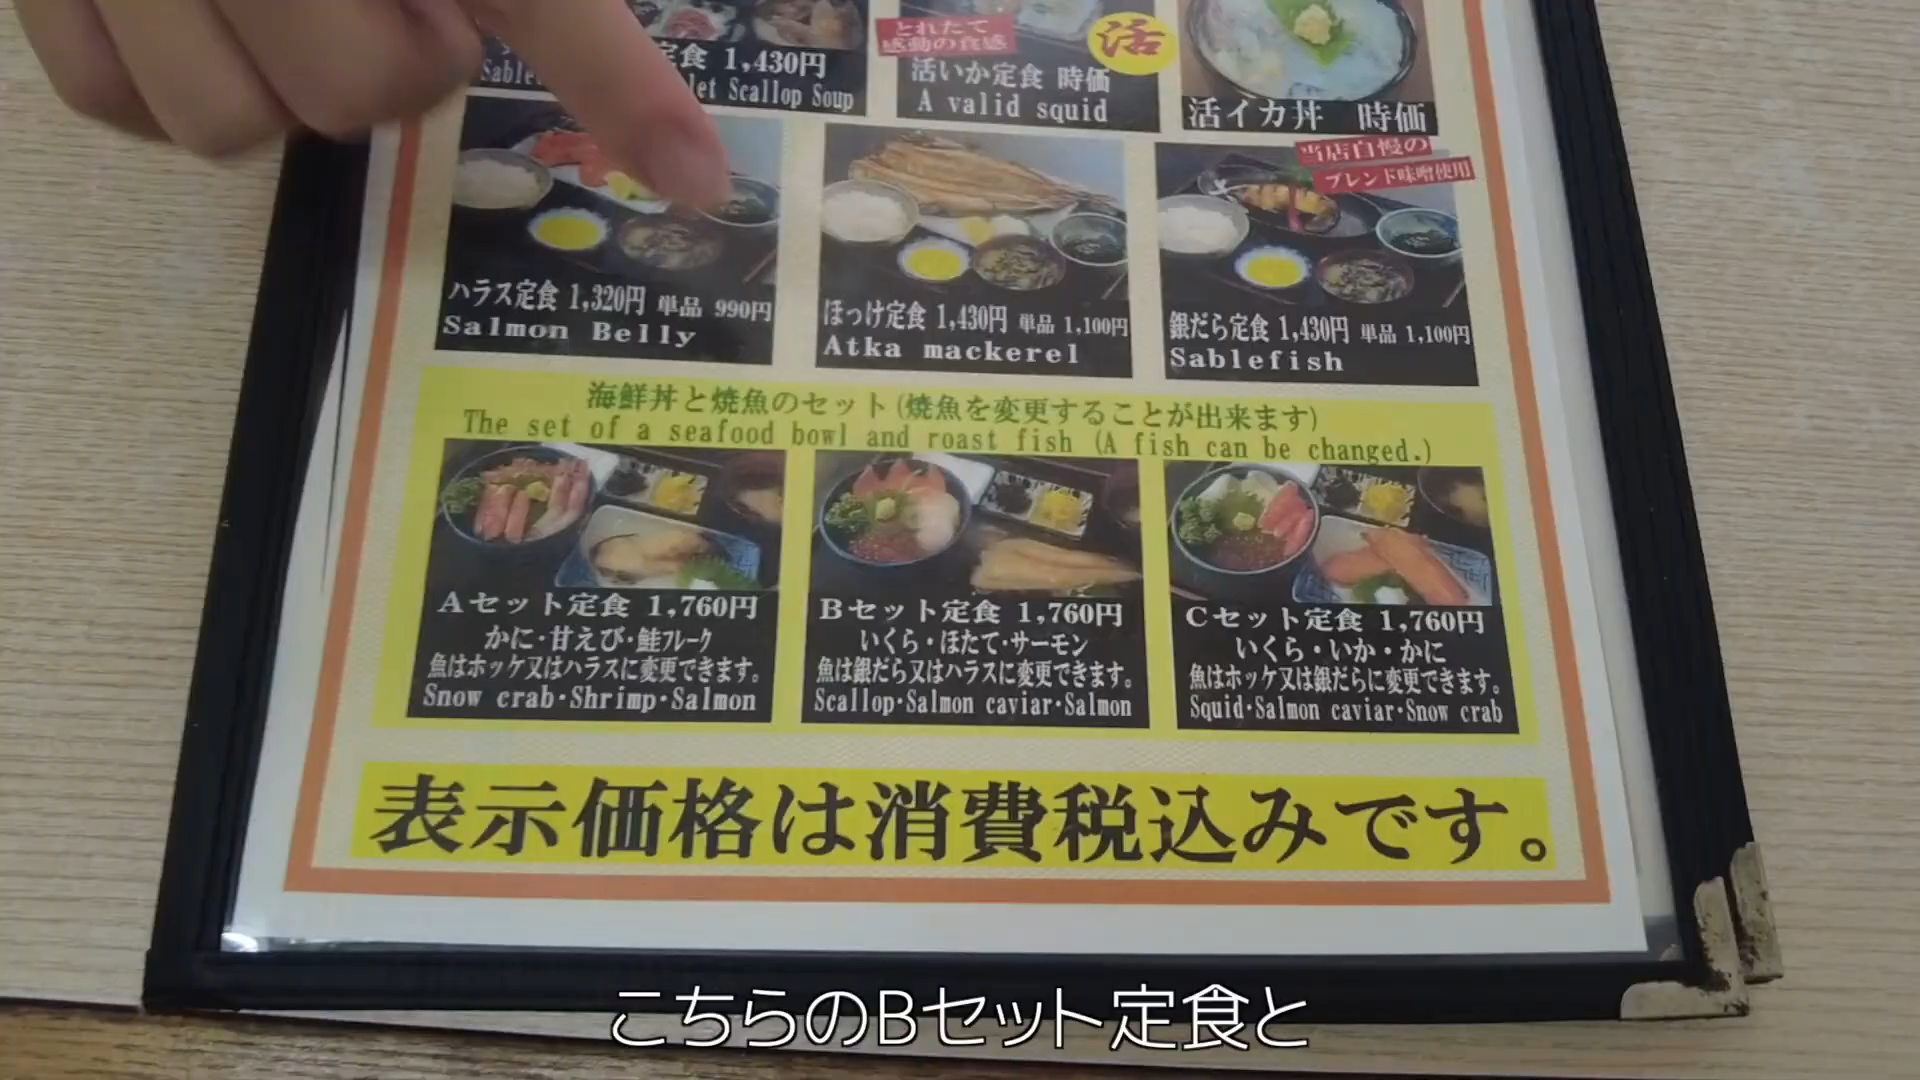 定食 1,430円
Sable
let Scallop Soup
とれたて
感動の食感
活
活いか定食 時価
A valid squid
活イカ丼 時価
ハラス定食 1,320円 単品 990円
Salmon Belly
ほっけ定食 1,430円 単品 1,100円
Atka mackerel
当店自慢の
ブレンド味噌使用
銀だら定食 1,430円 単品 1,100円
Sablefish
海鮮丼と焼魚のセット(焼魚を変更することが出来ます)
The set of a seafood bowl and roast fish (A fish can be changed.)
Aセット定食 1,760円
かに・甘えび・鮭フレーク
魚はホッケ又はハラスに変更できます。
Snow crab・Shrimp・Salmon
Bセット定食 1,760円
いくら・ほたて・サーモン
魚は銀だら又はハラスに変更できます。
Scallop・Salmon caviar・Salmon
Cセット定食 1,760円
いくら・いか・かに
魚はホッケ又は銀だらに変更できます。
Squid・Salmon caviar・Snow crab
表示価格は消費税込みです。
こちらのBセット定食と